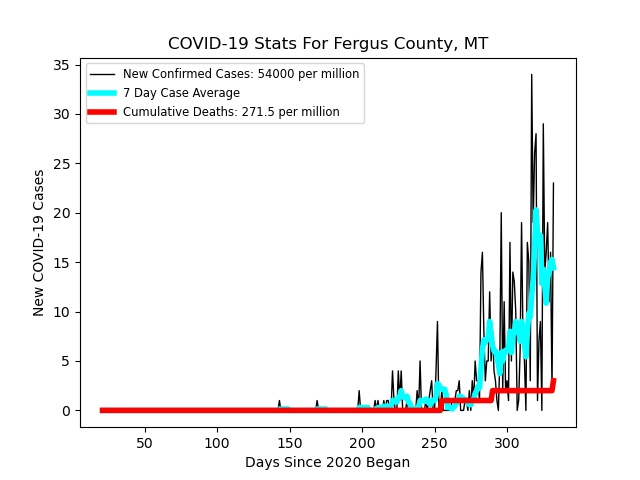 COVID-19 Stats For Fergus County, MT
New Confirmed Cases: 54000 per million
7 Day Case Average
Cumulative Deaths: 271.5 per million
35
30
25
20
15
10
5
0
New COVID-19 Cases
50
100
150
200
250
300
Days Since 2020 Began